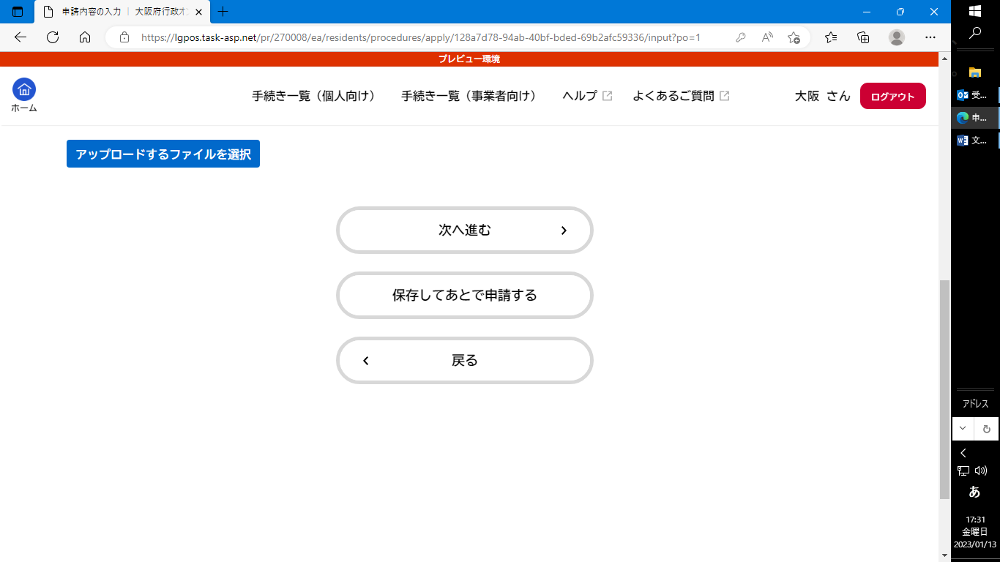 申請内容の入力 ｜ 大阪府行政オ
https://lgpos.task-asp.net/pr/270008/ea/residents/procedures/apply/128a7d78-94ab-40bf-bded-69b2afc59336/input?po=1
プレビュー環境
ホーム
手続き一覧（個人向け）
手続き一覧（事業者向け）
ヘルプ
よくあるご質問
大阪 さん
ログアウト
アップロードするファイルを選択
次へ進む
保存してあとで申請する
戻る
受...
申...
文...
アドレス
あ
17:31
金曜日
2023/01/13